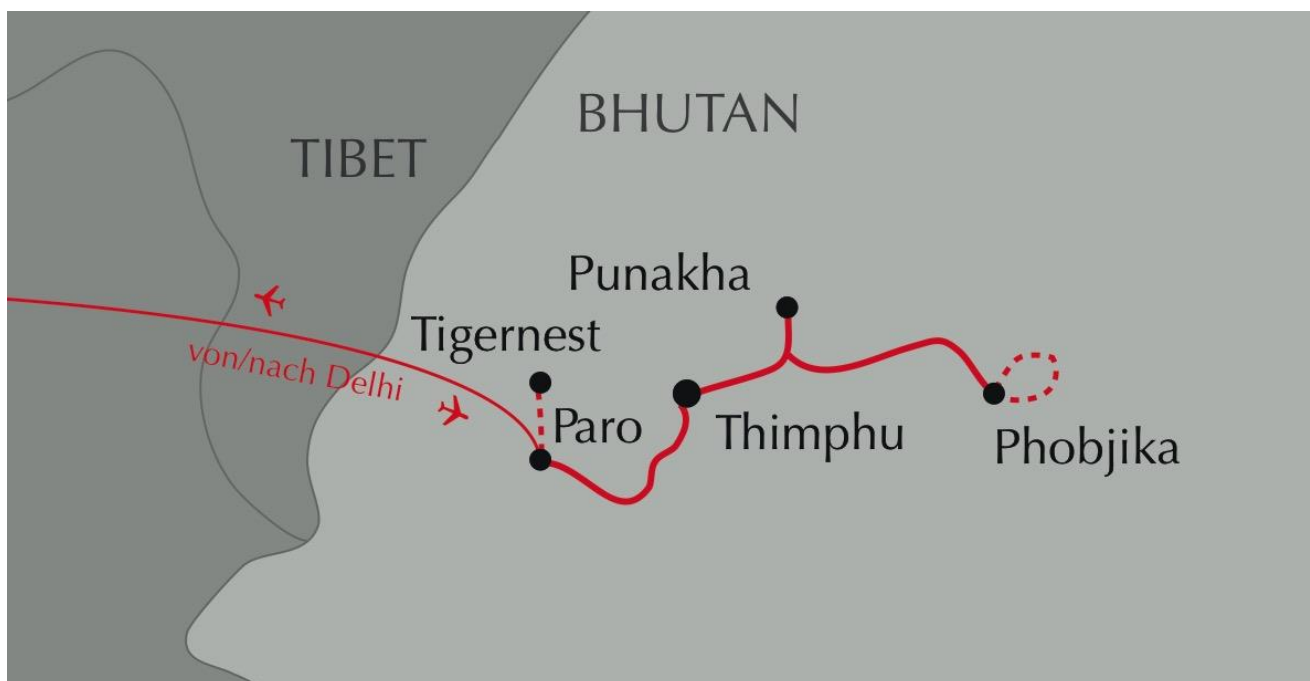 BHUTAN
TIBET
Punakha
Tigernest
von/nach Delhi
Paro
Thimphu
Phobjika